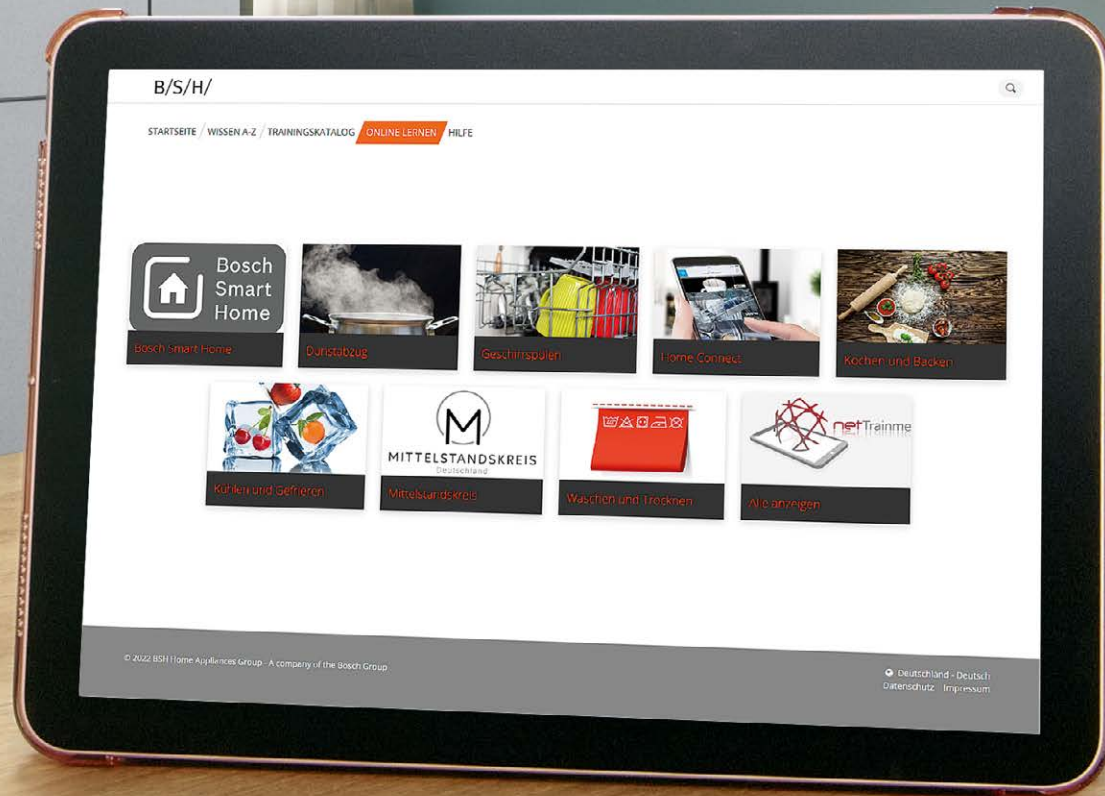 B/S/H/
STARTSEITE / WISSEN A-Z / TRAININGSKATALOG / ONLINE LERNEN / HILFE
Bosch
Smart
Home
Bosch Smart Home
Dunstabzug
Geschirrspülen
Home Connect
Kochen und Backen
Kühlen und Gefrieren
M
MITTELSTANDSKREIS
Deutschland
Mittelstandskreis
Waschen und Trocknen
netTrainme
Alle anzeigen
© 2022 BSH Home Appliances Group - A company of the Bosch Group
Deutschland - Deutsch
Datenschutz Impressum